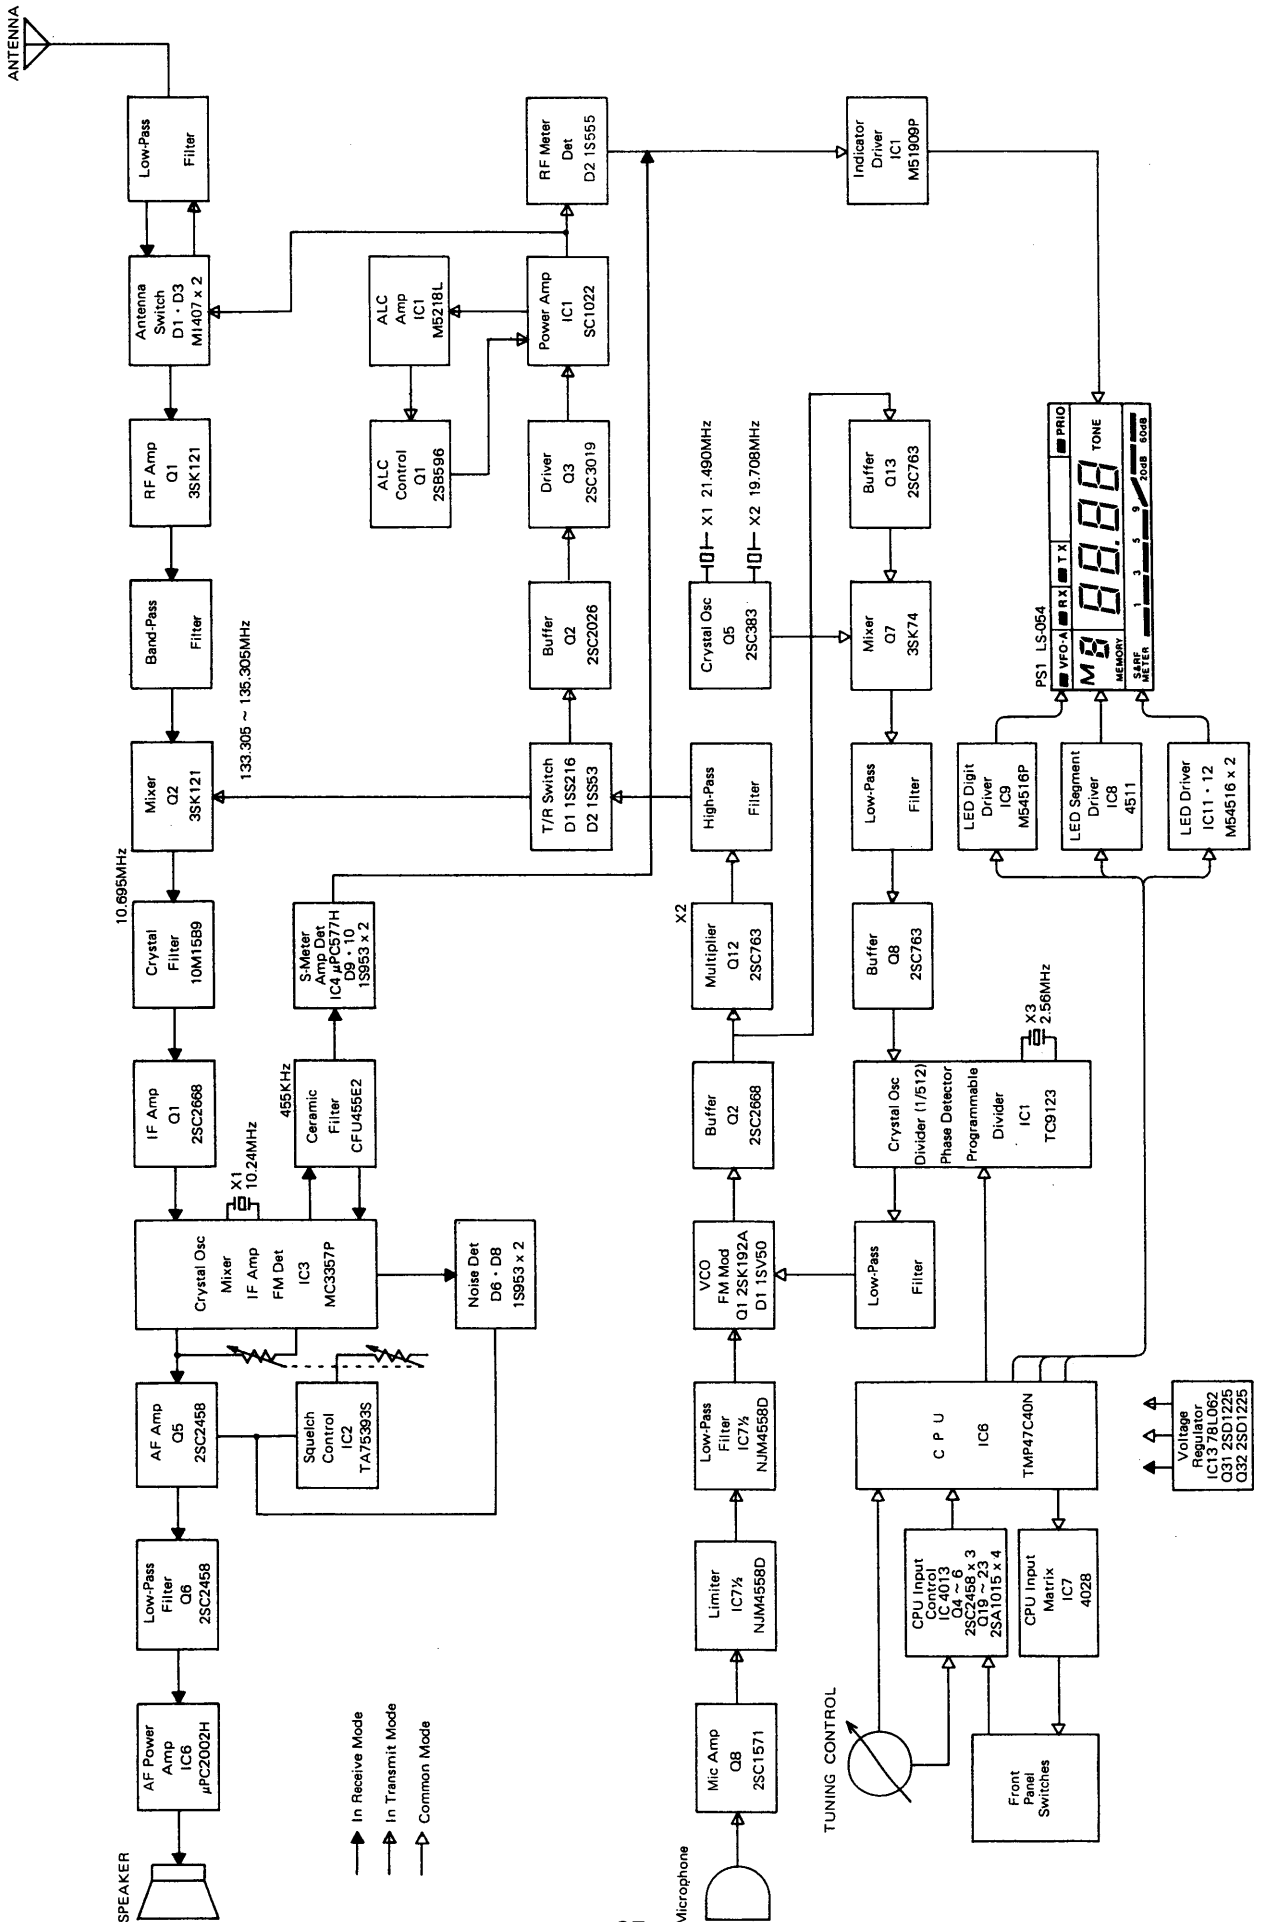 ANTENNA
Low-Pass
Filter
Antenna
Switch
D1 · D3
MI407 x 2
RF Amp
Q1
3SK121
Band-Pass
Filter
133.305 ~ 135.305MHz
Mixer
Q2
3SK121
10.695MHz
Crystal
Filter
10M15B9
IF Amp
Q1
2SC2668
X1
10.24MHz
Crystal Osc
Mixer
IF Amp
FM Det
IC3
MC3357P
455KHz
Ceramic
Filter
CFU455E2
S-Meter
Amp Det
IC4 µPC577H
D9 · 10
1S953 x 2
Noise Det
D6 · D8
1S953 x 2
AF Amp
Q5
2SC2458
Squelch
Control
IC2
TA75393S
Low-Pass
Filter
Q6
2SC2458
AF Power
Amp
IC6
µPC2002H
SPEAKER
In Receive Mode
In Transmit Mode
Common Mode
ALC
Amp
IC1
M5218L
ALC
Control
Q1
2SB596
RF Meter
Det
D2 1S555
Power Amp
IC1
SC1022
Driver
Q3
2SC3019
Buffer
Q2
2SC2026
T/R Switch
D1 1SS216
D2 1SS53
High-Pass
Filter
X2
Multiplier
Q12
2SC763
Buffer
Q2
2SC2668
VCO
FM Mod
Q1 2SK192A
D1 1SV50
Low-Pass
Filter
IC7½
NJM4558D
Limiter
IC7½
NJM4558D
Mic Amp
Q8
2SC1571
Microphone
Crystal Osc
Q5
2SC383
X1 21.490MHz
X2 19.708MHz
Indicator
Driver
IC1
M51909P
Buffer
Q13
2SC763
Mixer
Q7
3SK74
Low-Pass
Filter
Buffer
Q8
2SC763
Crystal Osc
Divider (1/512)
Phase Detector
Programmable
Divider
IC1
TC9123
X3
2.56MHz
Low-Pass
Filter
C P U
IC6
TMP47C40N
CPU Input
Control
IC 4013
Q4 ~ 6
2SC2458 x 3
Q19 ~ 23
2SA1015 x 4
CPU Input
Matrix
IC7
4028
TUNING CONTROL
Front
Panel
Switches
Voltage
Regulator
IC13 78L062
Q31 2SD1225
Q32 2SD1225
LED Digit
Driver
IC9
M54516P
LED Segment
Driver
IC8
4511
LED Driver
IC11 · 12
M54516 x 2
PS1 LS-054
VFO-A RX TX PRIO
M 8 88.88
MEMORY
TONE
S&RF
METER
1 3 5 9 20dB 60dB